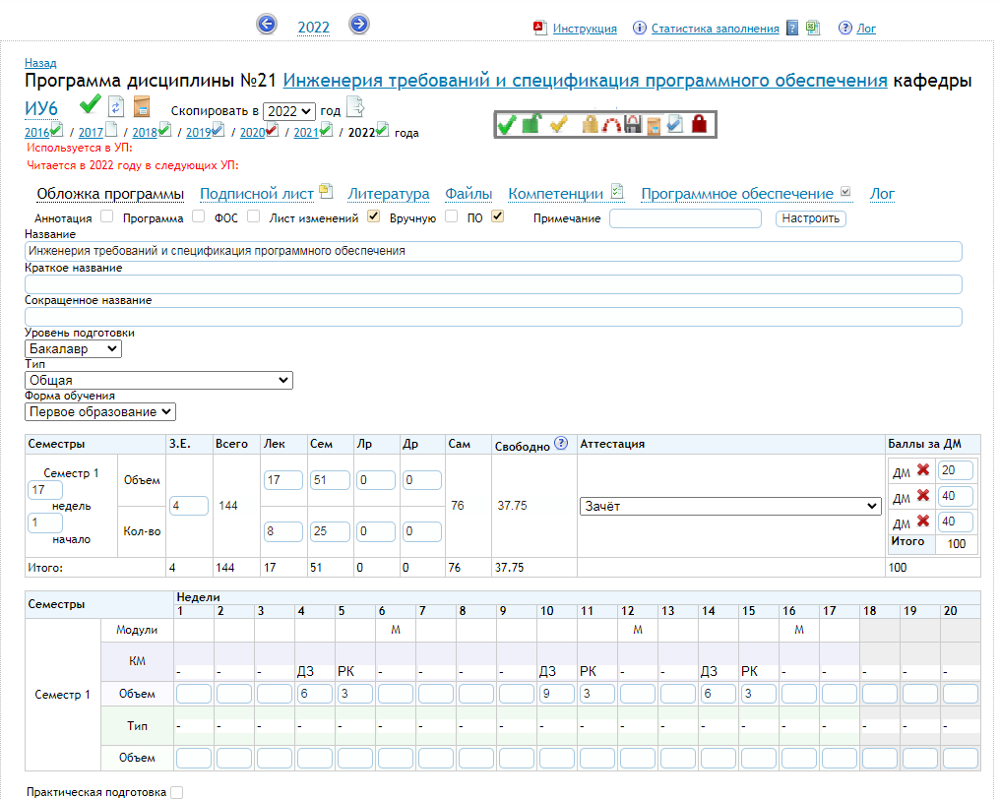 2022 Инструкция Статистика заполнения Лог
Назад
Программа дисциплины №21 Инженерия требований и спецификация программного обеспечения кафедры
ИУ6 Скопировать в 2022 год
2016 / 2017 / 2018 / 2019 / 2020 / 2021 / 2022 года
Используется в УП:
Читается в 2022 году в следующих УП:
Обложка программы Подписной лист Литература Файлы Компетенции Программное обеспечение Лог
Аннотация Программа ФОС Лист изменений Вручную ПО Примечание Настроить
Название
Инженерия требований и спецификация программного обеспечения
Краткое название
Сокращенное название
Уровень подготовки
Бакалавр
Тип
Общая
Форма обучения
Первое образование
Семестры З.Е. Всего Лек Сем Лр Др Сам Свободно Аттестация Баллы за ДМ
Семестр 1 Объем 17 51 0 0 ДМ 20
17 недель 4 144 76 37.75 Зачёт ДМ 40
1 начало Кол-во 8 25 0 0 ДМ 40
Итого 100
Итого: 4 144 17 51 0 0 76 37.75 100
Семестры Недели
1 2 3 4 5 6 7 8 9 10 11 12 13 14 15 16 17 18 19 20
Модули М М М
КМ - - - ДЗ РК - - - - ДЗ РК - - ДЗ РК - - - - -
Семестр 1 Объем 6 3 9 3 6 3
Тип - - - - - - - - - - - - - - - - - - - -
Объем
Практическая подготовка